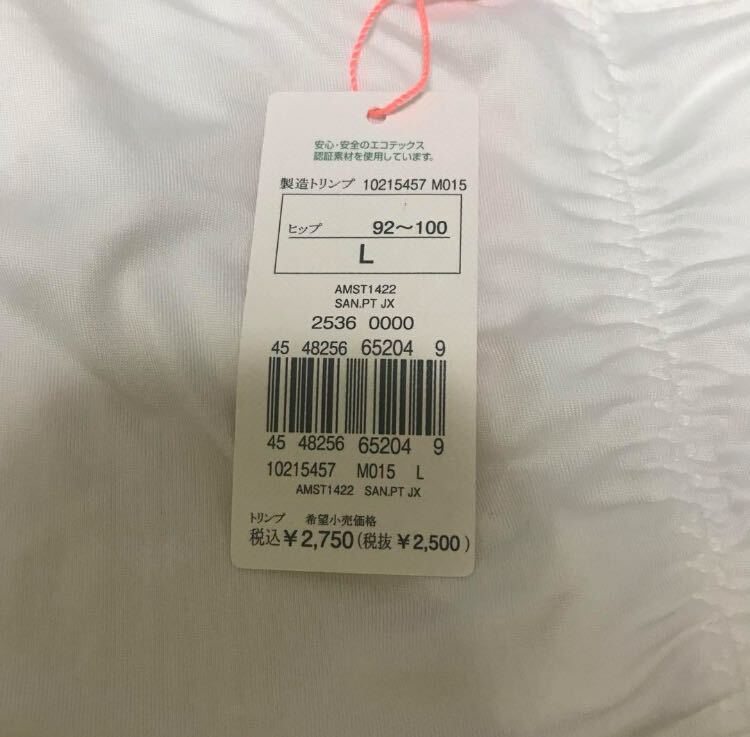 安心・安全のエコテックス
認証素材を使用しています。
製造トリンプ 10215457 M015
ヒップ 92～100
L
AMST1422
SAN.PT JX
2536 0000
45 48256 65204 9
45 48256 65204 9
10215457 M015 L
AMST1422 SAN.PT JX
トリンプ 希望小売価格
税込￥2,750(税抜￥2,500)